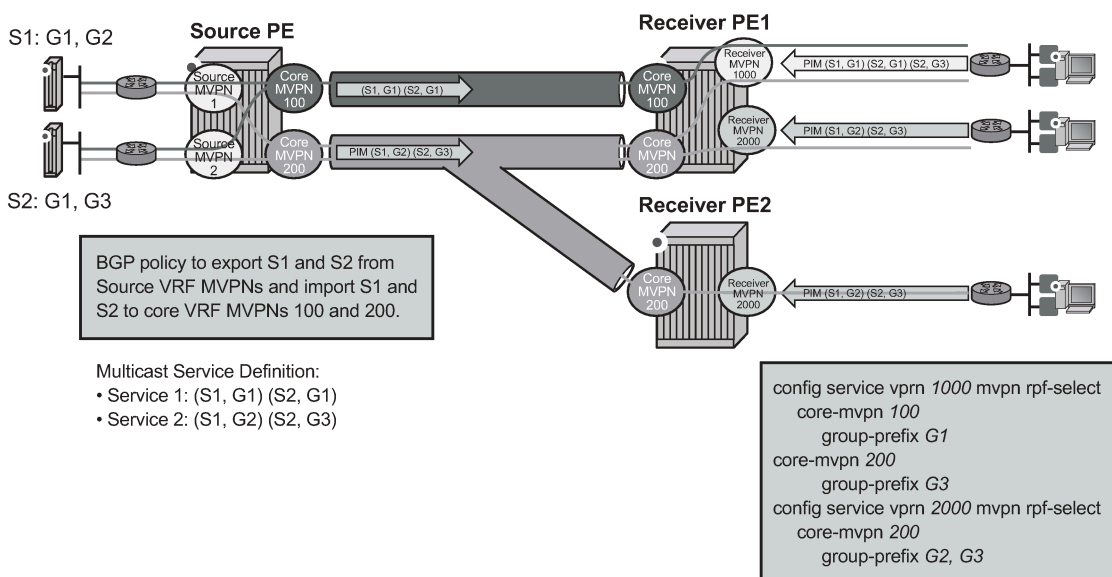 S1: G1, G2
Source PE
Receiver PE1
Source
MVPN
1
Core
MVPN
100
(S1, G1) (S2, G1)
Core
MVPN
100
Receiver
MVPN
1000
PIM (S1, G1) (S2, G1) (S2, G3)
Source
MVPN
2
Core
MVPN
200
PIM (S1, G2) (S2, G3)
Core
MVPN
200
Receiver
MVPN
2000
PIM (S1, G2) (S2, G3)
S2: G1, G3
Receiver PE2
Core
MVPN
200
Receiver
MVPN
2000
PIM (S1, G2) (S2, G3)
BGP policy to export S1 and S2 from
Source VRF MVPNs and import S1 and
S2 to core VRF MVPNs 100 and 200.
Multicast Service Definition:
• Service 1: (S1, G1) (S2, G1)
• Service 2: (S1, G2) (S2, G3)
config service vprn 1000 mvpn rpf-select
core-mvpn 100
group-prefix G1
core-mvpn 200
group-prefix G3
config service vprn 2000 mvpn rpf-select
core-mvpn 200
group-prefix G2, G3